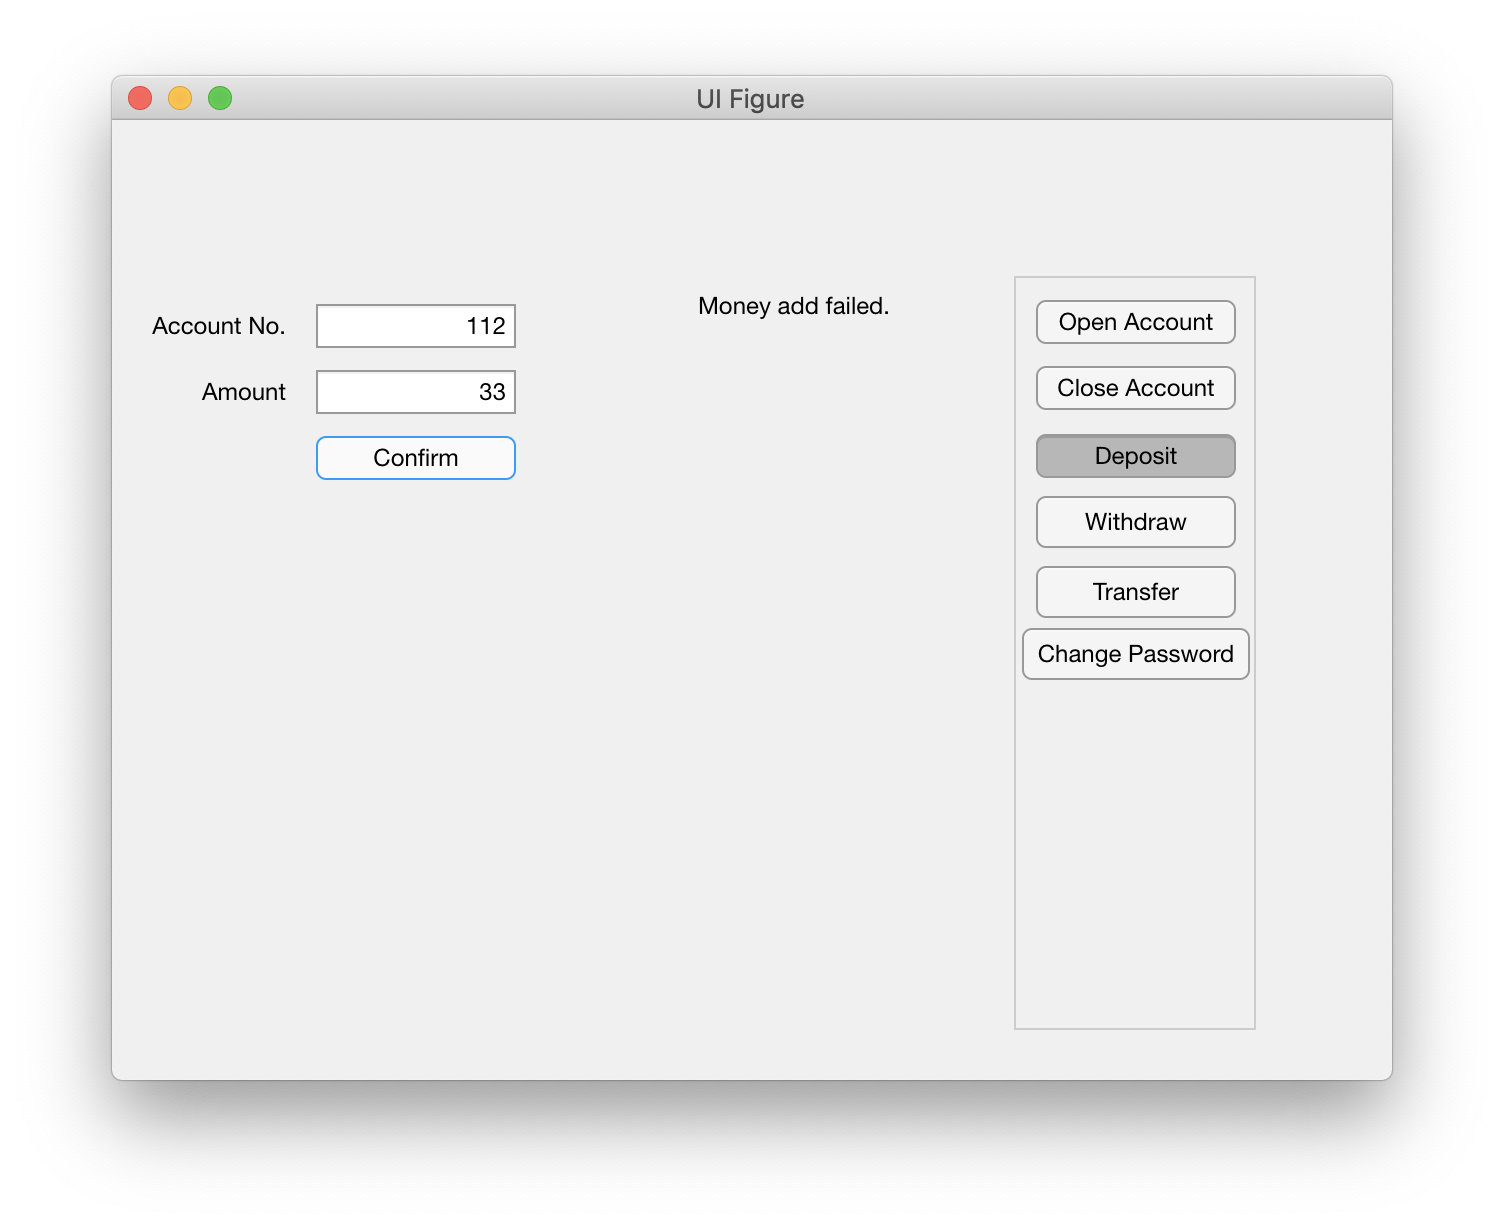 UI Figure
Account No.
112
Amount
33
Confirm
Money add failed.
Open Account
Close Account
Deposit
Withdraw
Transfer
Change Password